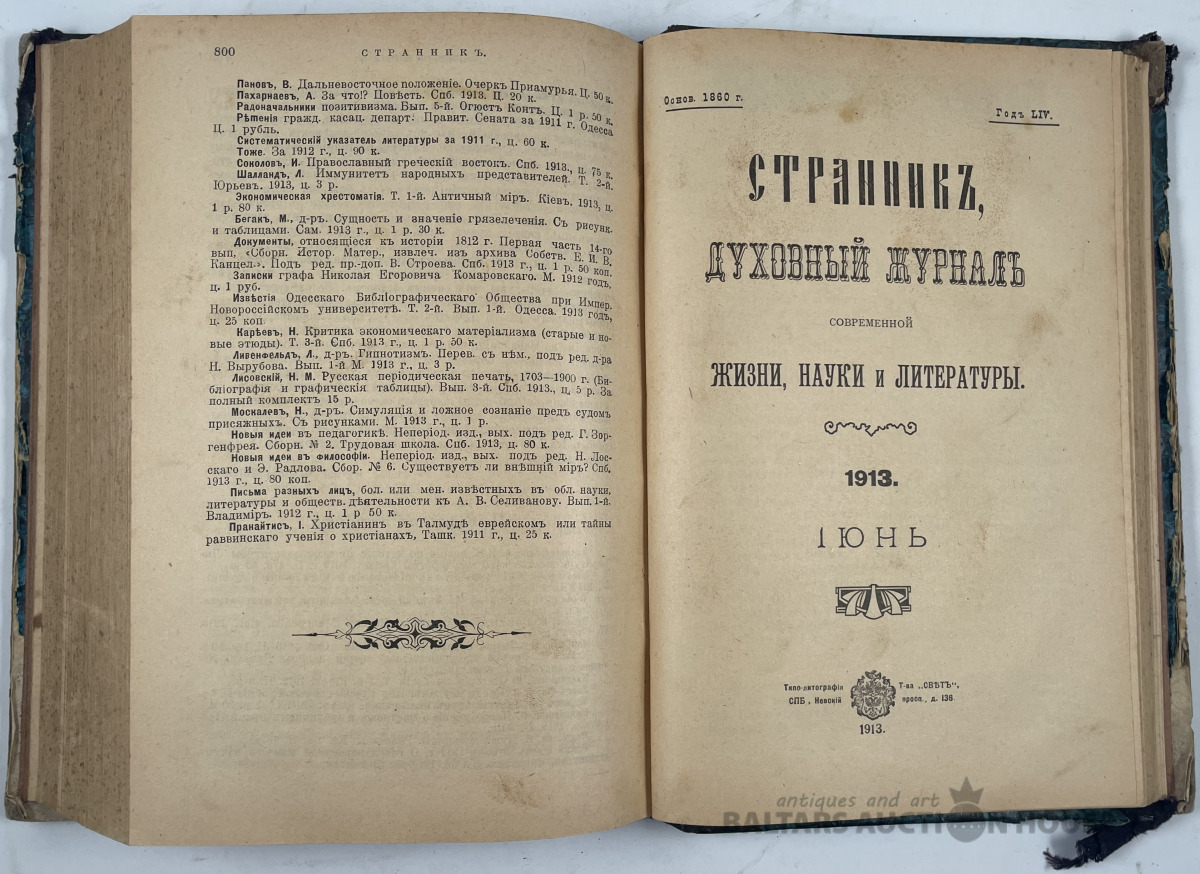 800 СТРАННИКЪ.
Пановъ, В. Дальневосточное положеніе. Очеркъ Приамурья. Ц. 50 к.
Пахарнаевъ, А. За что!? Повѣсть. Спб. 1913. Ц. 20 к.
Радоначальники позитивизма. Вып. 5-й. Огюстъ Контъ. Ц. 1 р. 50 к.
Рѣшенія гражд. касац. департ: Правит. Сената за 1911 г. Одесса
Ц. 1 рубль.
Систематическій указатель литературы за 1911 г., ц. 60 к.
Тоже. За 1912 г., ц. 90 к.
Соколовъ, И. Православный греческій востокъ. Спб. 1913., ц. 75 к.
Шалландъ, Л. Иммунитетъ народныхъ представителей. Т. 2-й.
Юрьевъ. 1913, ц. 3 р.
Экономическая хрестоматія. Т. 1-й. Античный міръ. Кіевъ. 1913, ц.
1 р. 80 к.
Бегакъ, М., д-ръ. Сущность и значеніе грязелеченія. Съ рисунк.
и таблицами. Сам. 1913 г., ц. 1 р. 30 к.
Документы, относящіеся къ исторіи 1812 г. Первая часть 14-го
вып, «Сборн. Истор. Матер., извлеч. изъ архива Собств. Е. И. В.
Канцел.». Подъ ред. пр.-доп. В. Строева. Спб. 1913 г., ц. 1 р. 50 коп.
Записки графа Николая Егоровича Комаровскаго. М. 1912 годъ,
ц. 1 руб.
Извѣстія Одесскаго Библіографическаго Общества при Импер.
Новороссійскомъ университетѣ. Т. 2-й. Вып. 1-й. Одесса. 1913 годъ,
ц. 25 коп.
Карѣевъ, Н. Критика экономическаго матеріализма (старые и но-
вые этюды). Т. 3-й. Спб. 1913 г., ц. 1 р. 50 к.
Ливенфельдъ, Л., д-ръ. Гипнотизмъ. Перев. съ нѣм., подъ ред. д-ра
Н. Вырубова. Вып. 1-й М. 1913 г., ц. 3 р.
Лисовскій, Н. М. Русская періодическая печать, 1703—1900 г. (Би-
бліографія и графическія таблицы). Вып. 3-й. Спб. 1913., ц. 5 р. За
полный комплектъ 15 р.
Москалевъ, Н., д-ръ. Симуляція и ложное сознаніе предъ судомъ
присяжныхъ. Съ рисунками. М. 1913 г., ц. 1 р.
Новыя идеи въ педагогикѣ. Неперіод. изд., вых. подъ ред. Г. Зор-
генфрея. Сборн. № 2. Трудовая школа. Спб. 1913, ц. 80 к.
Новыя идеи въ философіи. Неперіод. изд., вых. подъ ред. Н. Лос-
скаго и Э. Радлова. Сбор. № 6. Существуетъ ли внѣшній міръ? Спб.
1913 г., ц. 80 коп.
Письма разныхъ лицъ, бол. или мен. извѣстныхъ въ обл. науки,
литературы и обществ. дѣятельности къ А. В. Селиванову. Вып. 1-й.
Владиміръ. 1912 г., ц. 1 р 50 к.
Пранайтисъ, І. Христіанинъ въ Талмудѣ еврейскомъ или тайны
раввинскаго ученія о христіанахъ, Ташк. 1911 г., ц. 25 к.
Основ. 1860 г.
Годъ LIV.
СТРАННИКЪ,
ДУХОВНЫЙ ЖУРНАЛЪ
СОВРЕМЕННОЙ
ЖИЗНИ, НАУКИ и ЛИТЕРАТУРЫ.
1913.
ІЮНЬ
Типо-литографія Т-ва „СВѢТЪ“,
СПБ., Невскій просп., д. 136.
1913.
antiques and art
BALTARS AUCTION HOUSE